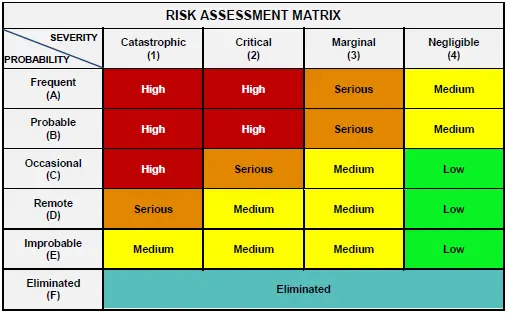 RISK ASSESSMENT MATRIX
SEVERITY
PROBABILITY
Catastrophic
(1)
Critical
(2)
Marginal
(3)
Negligible
(4)
Frequent
(A)
High
High
Serious
Medium
Probable
(B)
High
High
Serious
Medium
Occasional
(C)
High
Serious
Medium
Low
Remote
(D)
Serious
Medium
Medium
Low
Improbable
(E)
Medium
Medium
Medium
Low
Eliminated
(F)
Eliminated